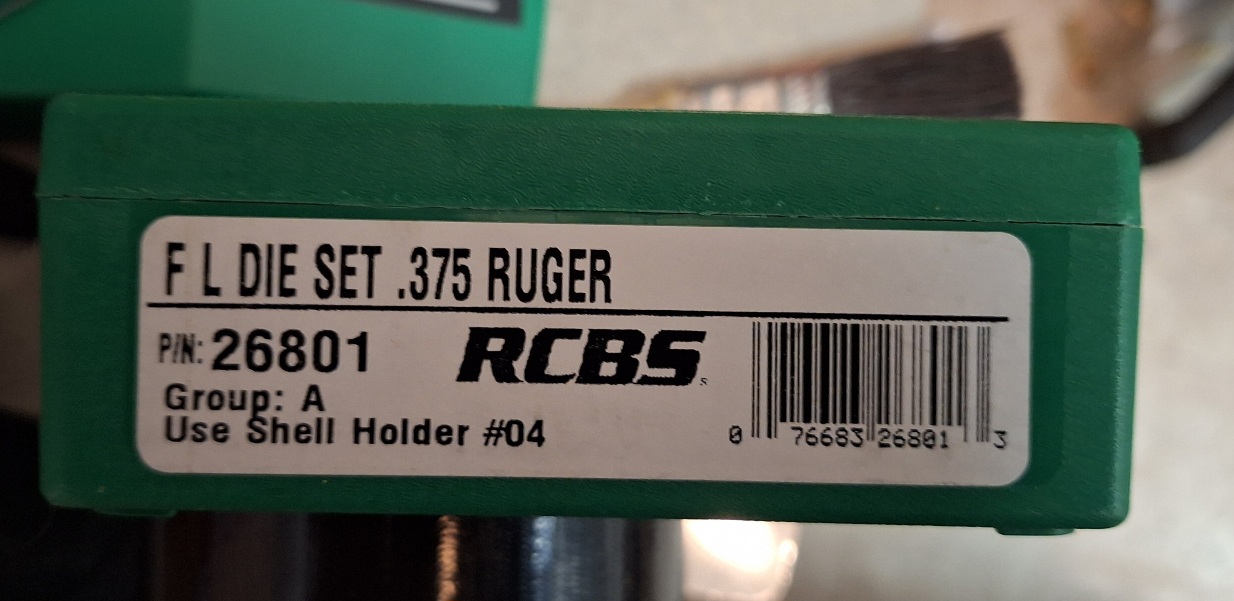 F L DIE SET .375 RUGER
P/N: 26801
RCBS
Group: A
Use Shell Holder #04
0 76683 26801 3